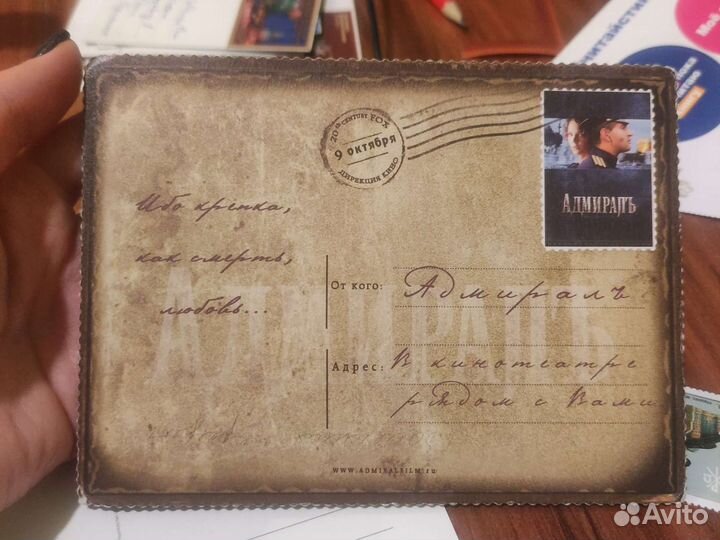 20TH CENTURY FOX
9 октября
ДИРЕКЦИЯ КИНО
АДМИРАЛЪ
Ибо крепка,
как смерть,
любовь...
АДМИРАЛЪ
От кого: Адмиралъ
Адрес: В кинотеатре
рядом с Вами
WWW.ADMIRALFILM.ru
Avito